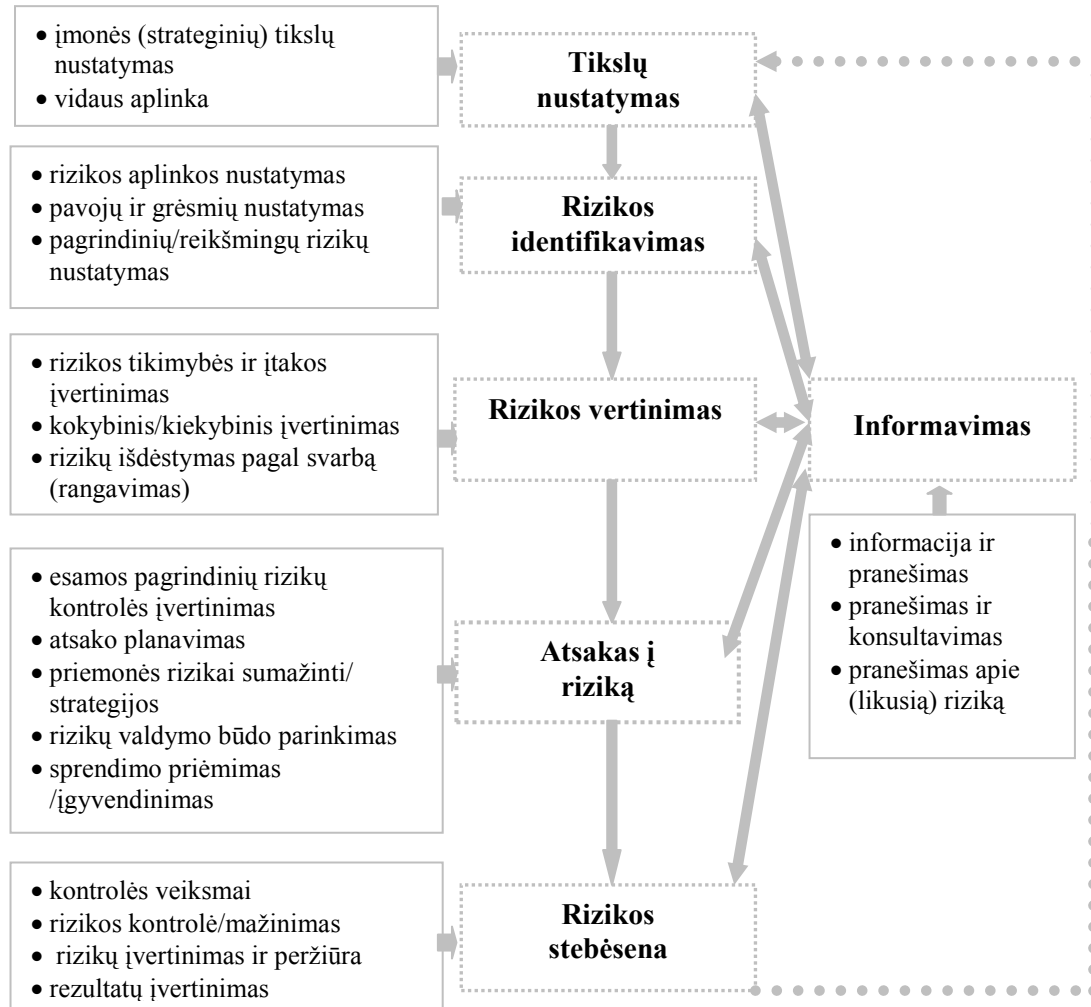 • įmonės (strateginių) tikslų
nustatymas
• vidaus aplinka
Tikslų
nustatymas
• rizikos aplinkos nustatymas
• pavojų ir grėsmių nustatymas
• pagrindinių/reikšmingų rizikų
nustatymas
Rizikos
identifikavimas
• rizikos tikimybės ir įtakos
įvertinimas
• kokybinis/kiekybinis įvertinimas
• rizikų išdėstymas pagal svarbą
(rangavimas)
Rizikos vertinimas
Informavimas
• informacija ir
pranešimas
• pranešimas ir
konsultavimas
• pranešimas apie
(likusią) riziką
• esamos pagrindinių rizikų
kontrolės įvertinimas
• atsako planavimas
• priemonės rizikai sumažinti/
strategijos
• rizikų valdymo būdo parinkimas
• sprendimo priėmimas
/įgyvendinimas
Atsakas į
riziką
• kontrolės veiksmai
• rizikos kontrolė/mažinimas
• rizikų įvertinimas ir peržiūra
• rezultatų įvertinimas
Rizikos
stebėsena